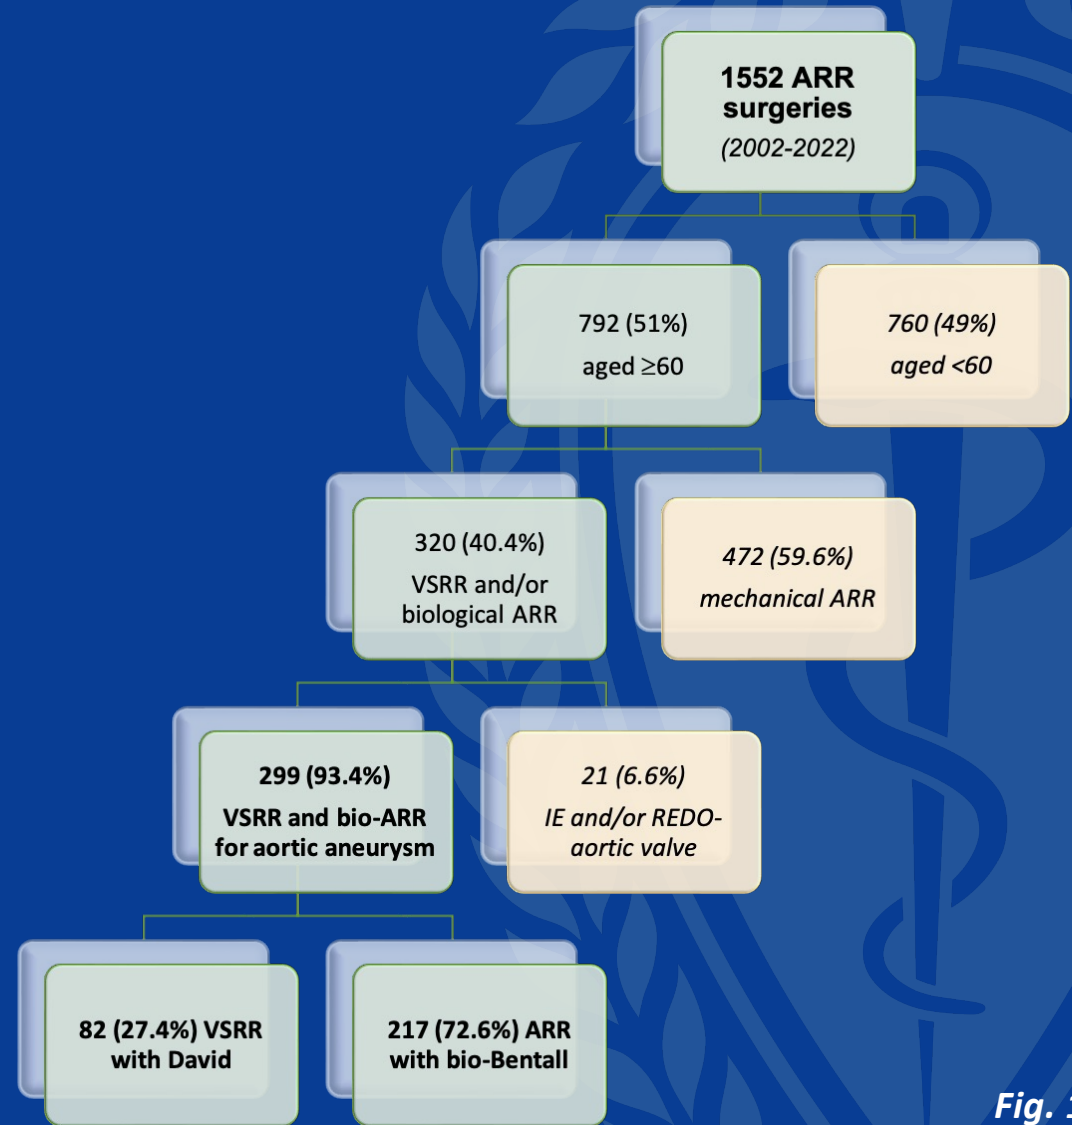 1552 ARR
surgeries
(2002-2022)
792 (51%)
aged ≥60
760 (49%)
aged <60
320 (40.4%)
VSRR and/or
biological ARR
472 (59.6%)
mechanical ARR
299 (93.4%)
VSRR and bio-ARR
for aortic aneurysm
21 (6.6%)
IE and/or REDO-
aortic valve
82 (27.4%) VSRR
with David
217 (72.6%) ARR
with bio-Bentall
Fig. 1